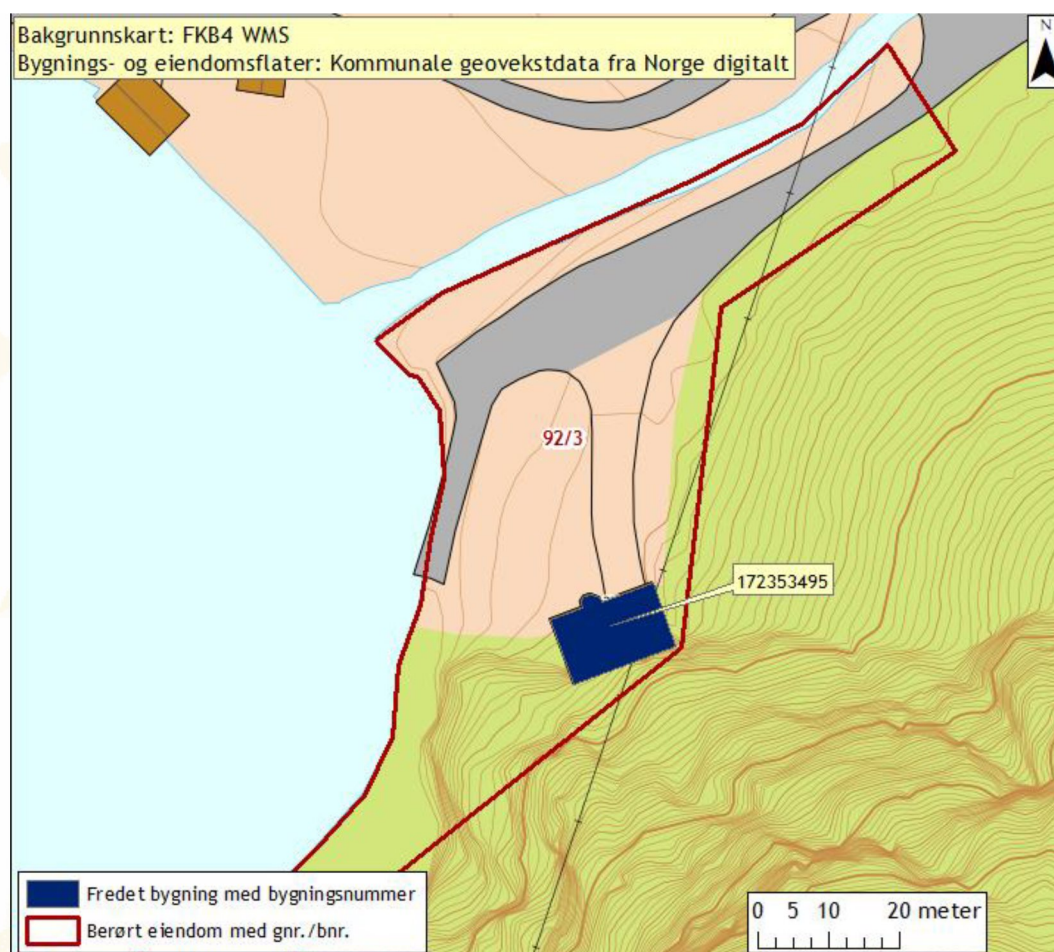 Bakgrunnskart: FKB4 WMS
Bygnings- og eiendomsflater: Kommunale geovekstdata fra Norge digitalt
N
92/3
172353495
Fredet bygning med bygningsnummer
Berørt eiendom med gnr./bnr.
0 5 10 20 meter